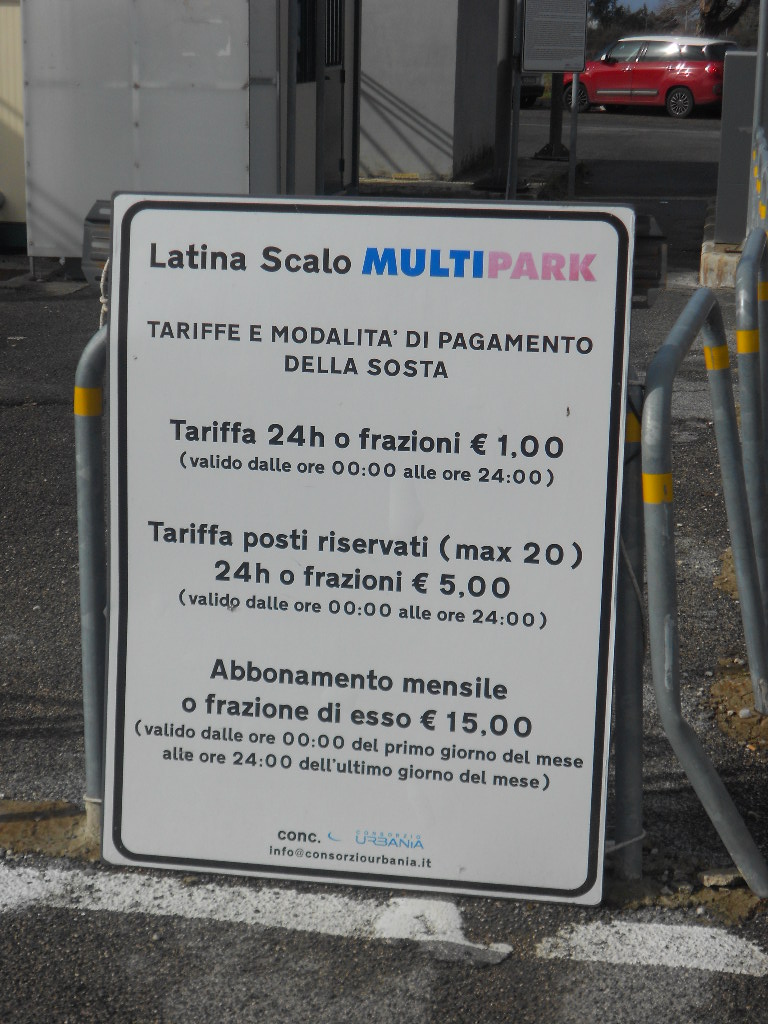 Latina Scalo MULTIPARK
TARIFFE E MODALITA' DI PAGAMENTO
DELLA SOSTA
Tariffa 24h o frazioni € 1,00
(valido dalle ore 00:00 alle ore 24:00)
Tariffa posti riservati (max 20)
24h o frazioni € 5,00
(valido dalle ore 00:00 alle ore 24:00)
Abbonamento mensile
o frazione di esso € 15,00
(valido dalle ore 00:00 del primo giorno del mese
alle ore 24:00 dell'ultimo giorno del mese)
conc. CONSORZIO
URBANIA
info@consorziourbania.it